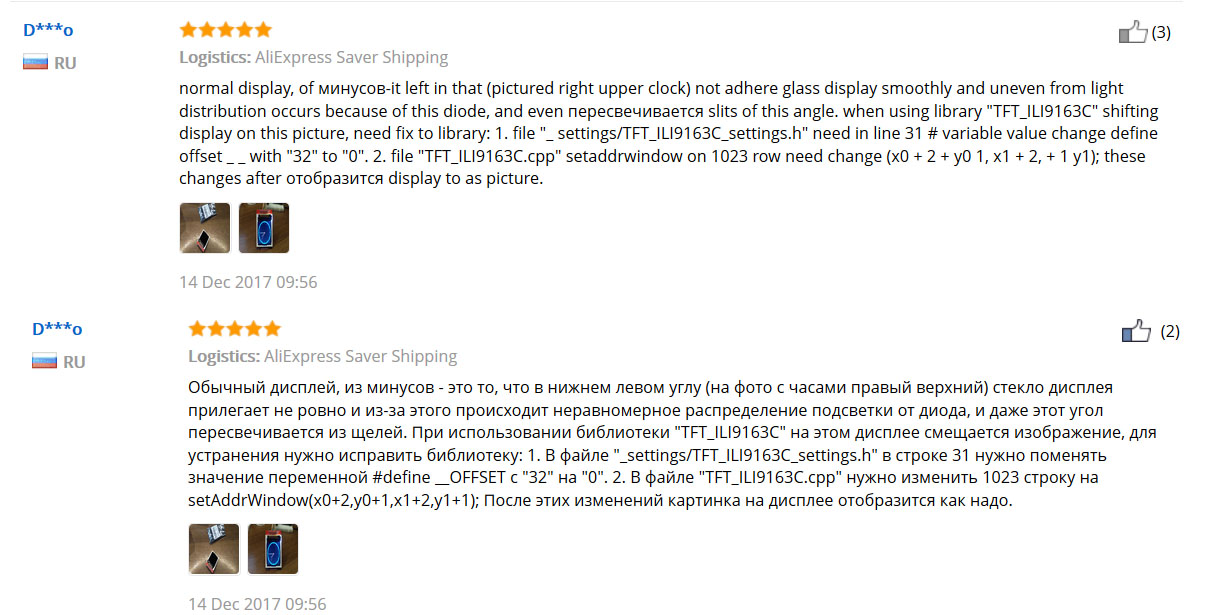 D***o
(3)
RU
Logistics: AliExpress Saver Shipping
normal display, of минусов-it left in that (pictured right upper clock) not adhere glass display smoothly and uneven from light
distribution occurs because of this diode, and even пересвечивается slits of this angle. when using library "TFT_ILI9163C" shifting
display on this picture, need fix to library: 1. file "_ settings/TFT_ILI9163C_settings.h" need in line 31 # variable value change define
offset _ _ with "32" to "0". 2. file "TFT_ILI9163C.cpp" setaddrwindow on 1023 row need change (x0 + 2 + y0 1, x1 + 2, + 1 y1); these
changes after отобразится display to as picture.
14 Dec 2017 09:56
D***o
(2)
RU
Logistics: AliExpress Saver Shipping
Обычный дисплей, из минусов - это то, что в нижнем левом углу (на фото с часами правый верхний) стекло дисплея
прилегает не ровно и из-за этого происходит неравномерное распределение подсветки от диода, и даже этот угол
пересвечивается из щелей. При использовании библиотеки "TFT_ILI9163C" на этом дисплее смещается изображение, для
устранения нужно исправить библиотеку: 1. В файле "_settings/TFT_ILI9163C_settings.h" в строке 31 нужно поменять
значение переменной #define __OFFSET с "32" на "0". 2. В файле "TFT_ILI9163C.cpp" нужно изменить 1023 строку на
setAddrWindow(x0+2,y0+1,x1+2,y1+1); После этих изменений картинка на дисплее отобразится как надо.
14 Dec 2017 09:56